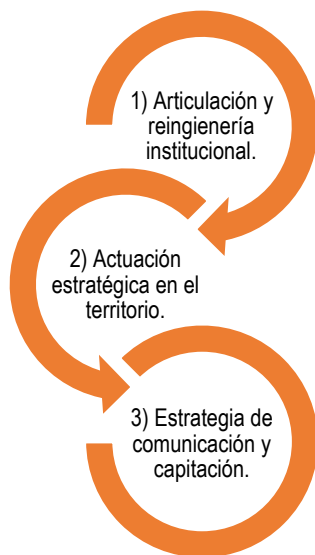 1) Articulación y
reingienería
institucional.
2) Actuación
estratégica en el
territorio.
3) Estrategia de
comunicación y
capitación.